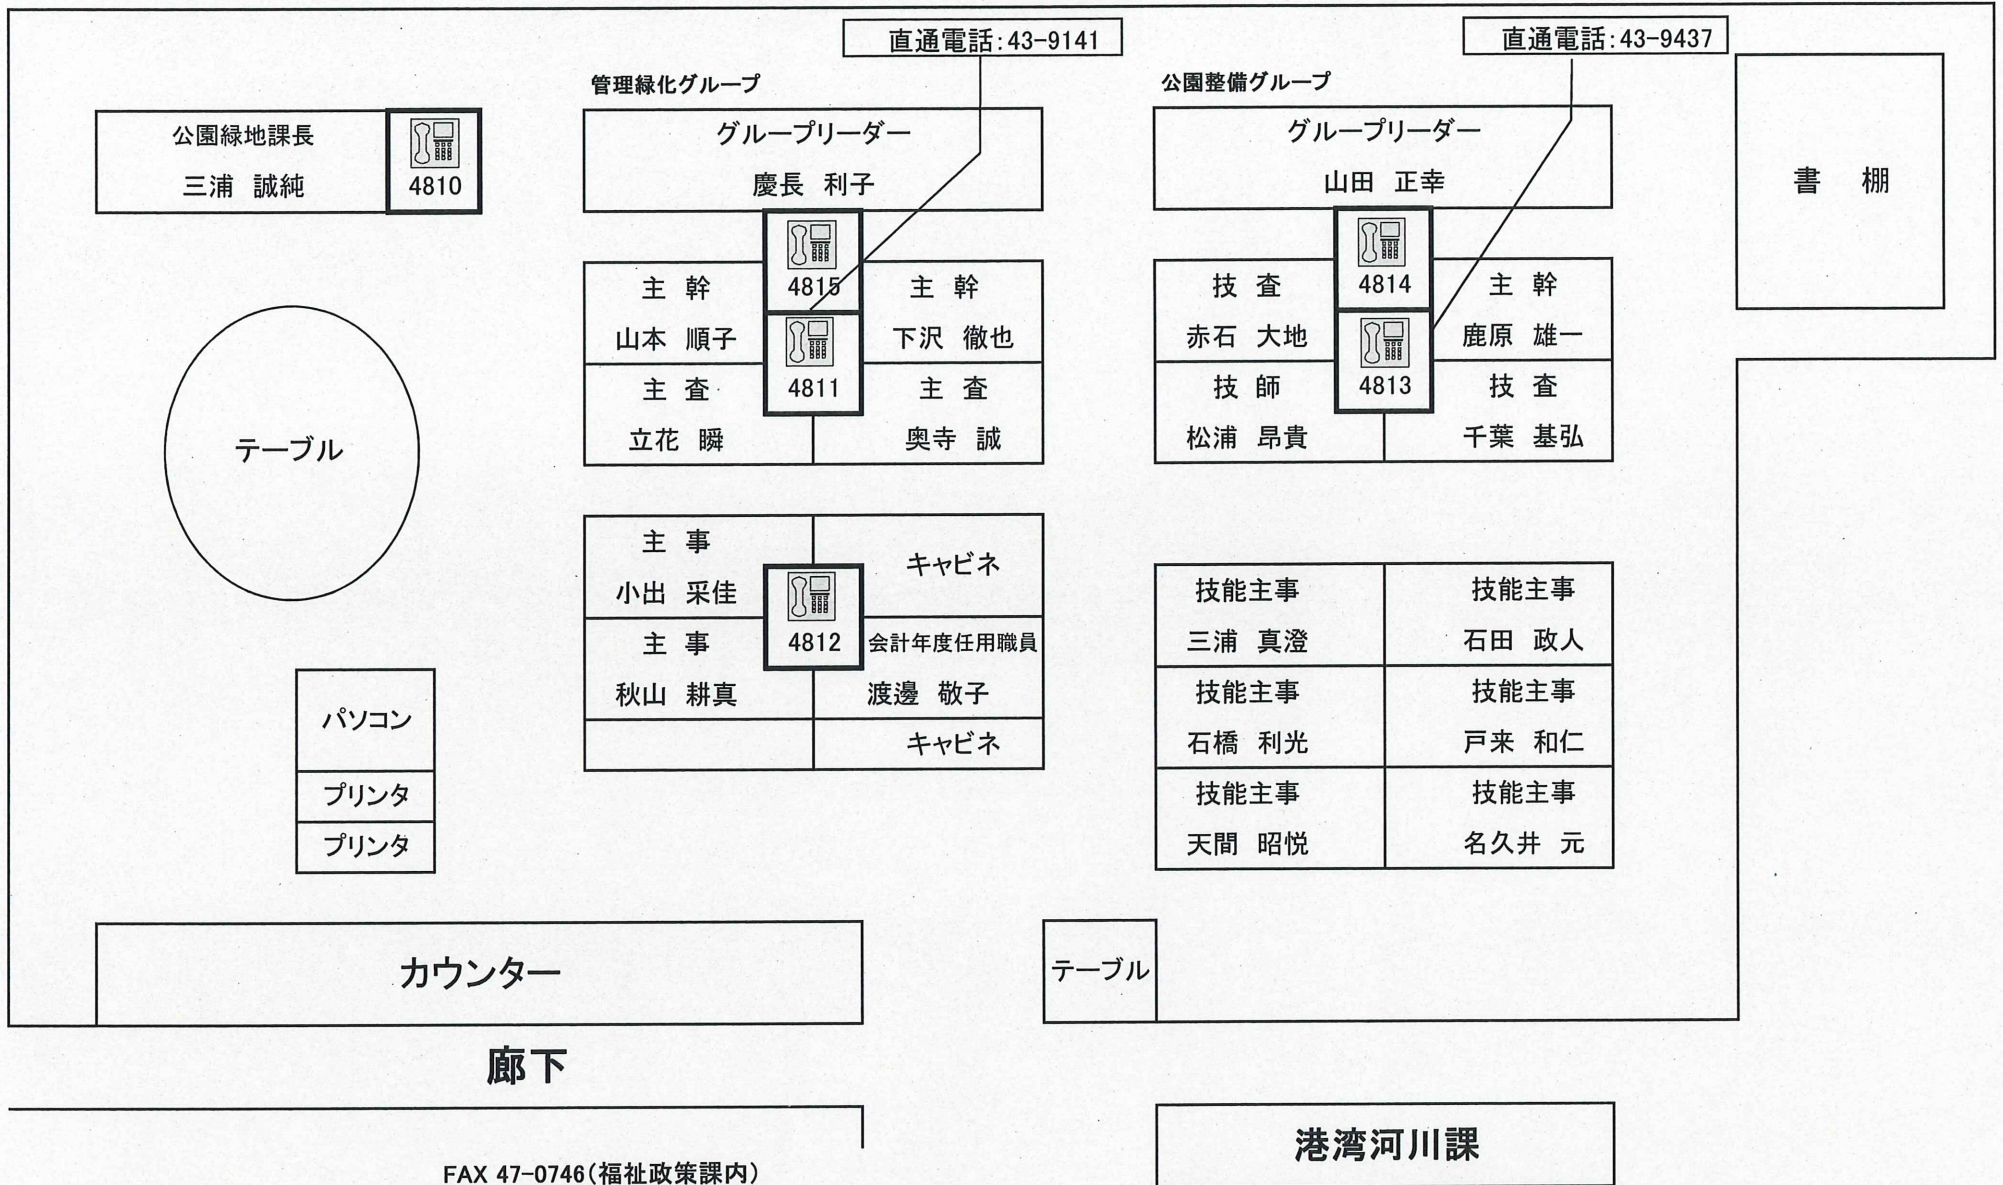 直通電話:43-9141
直通電話:43-9437
管理緑化グループ
公園整備グループ
公園緑地課長
三浦 誠純
4810
グループリーダー
慶長 利子
グループリーダー
山田 正幸
書 棚
4815
4814
主 幹
山本 順子
主 幹
下沢 徹也
技 査
赤石 大地
主 幹
鹿原 雄一
4811
4813
主 査
立花 瞬
主 査
奥寺 誠
技 師
松浦 昂貴
技 査
千葉 基弘
テーブル
主 事
小出 采佳
キャビネ
4812
主 事
秋山 耕真
会計年度任用職員
渡邊 敬子
キャビネ
技能主事
三浦 真澄
技能主事
石田 政人
技能主事
石橋 利光
技能主事
戸来 和仁
技能主事
天間 昭悦
技能主事
名久井 元
パソコン
プリンタ
プリンタ
カウンター
テーブル
廊下
港湾河川課
FAX 47-0746(福祉政策課内)